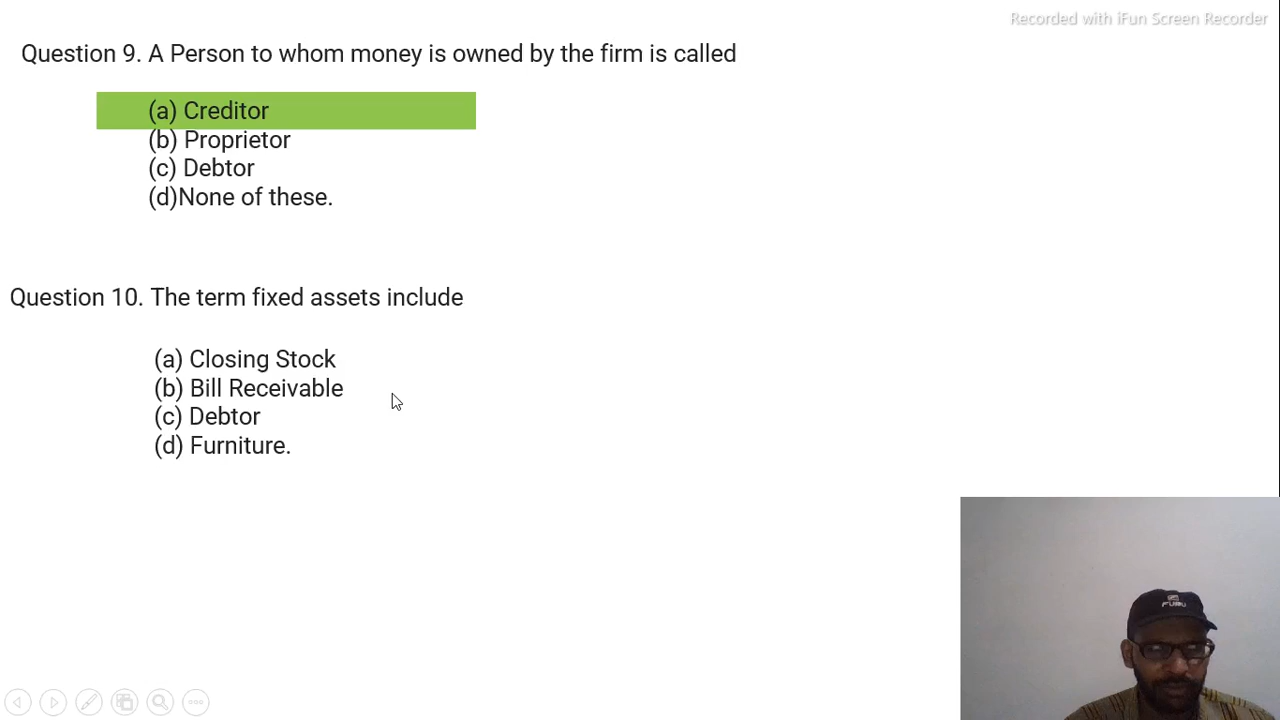 Recorded with iFun Screen Recorder
Question 9. A Person to whom money is owned by the firm is called
(a) Creditor
(b) Proprietor
(c) Debtor
(d)None of these.
Question 10. The term fixed assets include
(a) Closing Stock
(b) Bill Receivable
(c) Debtor
(d) Furniture.